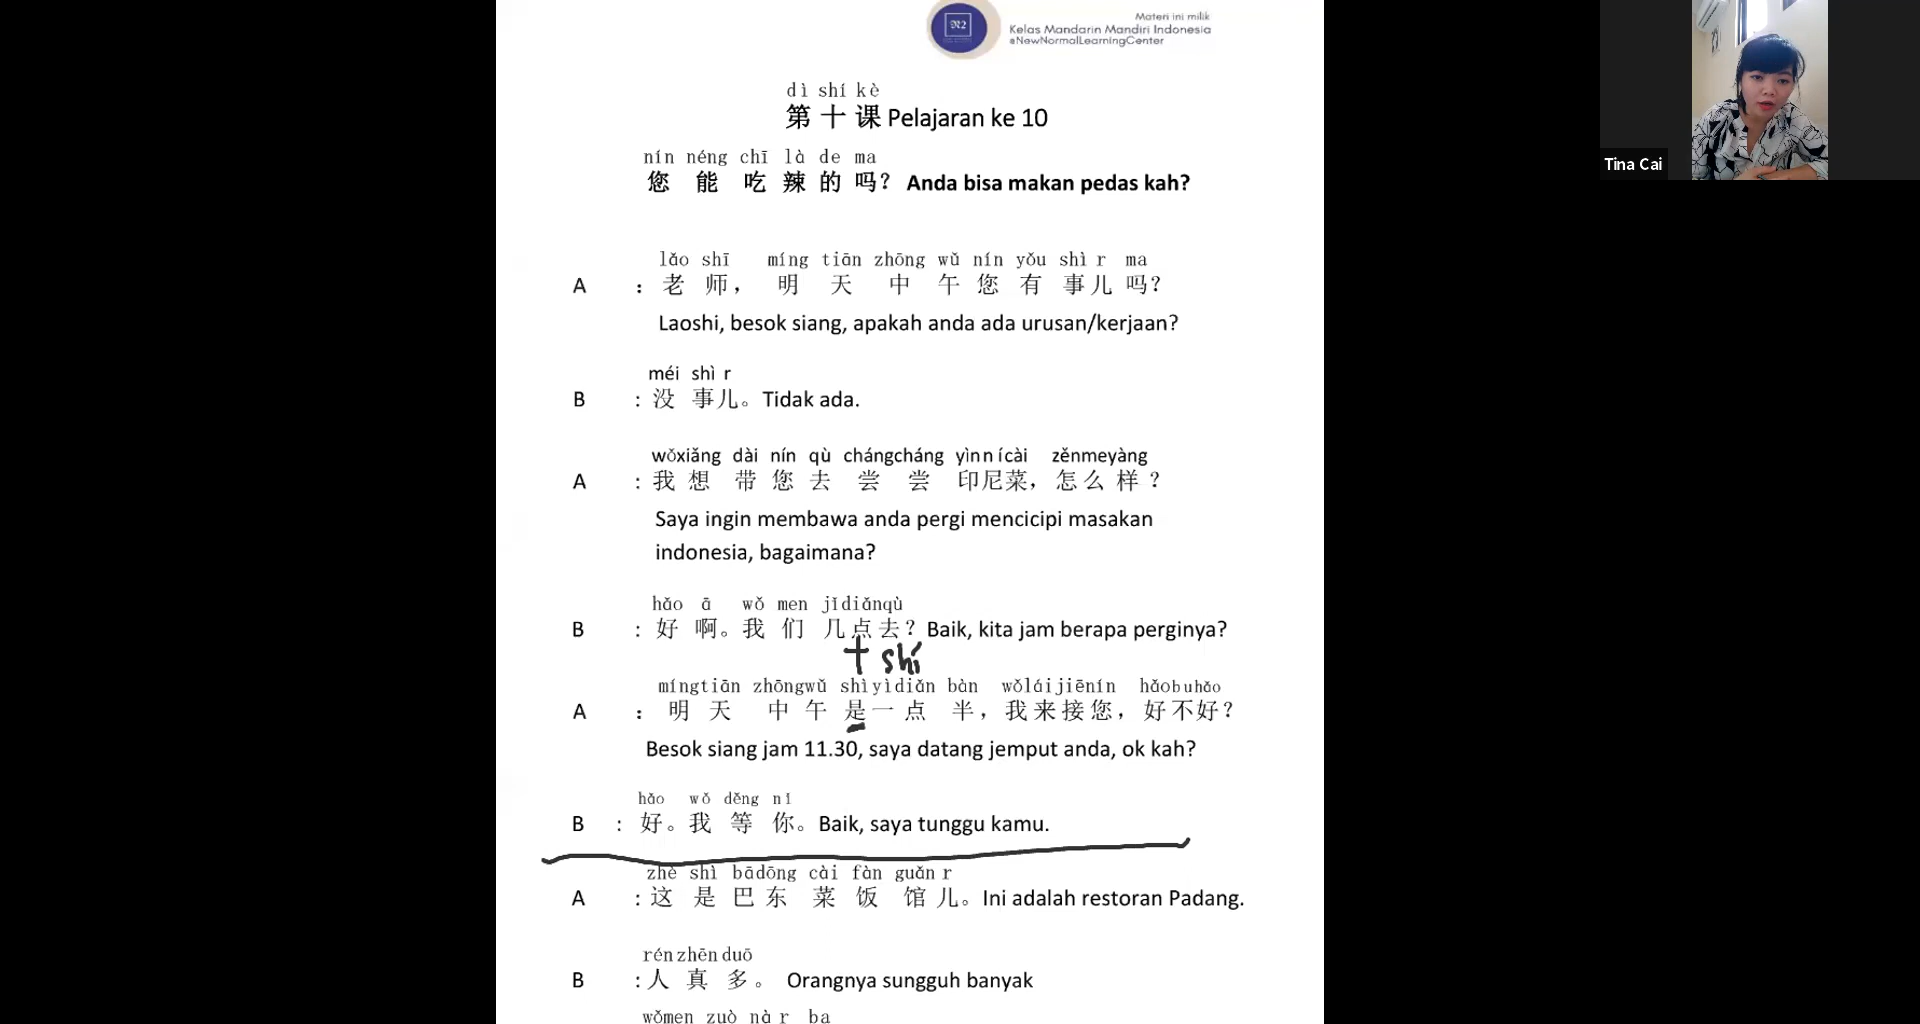 Materi ini milik
Kelas Mandarin Mandiri Indonesia
@NewNormalLearningCenter
Tina Cai
dì shí kè
第十课 Pelajaran ke 10
nín néng chī là de ma
您能吃辣的吗? Anda bisa makan pedas kah?
lǎo shī míng tiān zhōng wǔ nín yǒu shì r ma
A : 老师，明天中午您有事儿吗?
Laoshi, besok siang, apakah anda ada urusan/kerjaan?
méi shì r
B : 没事儿。Tidak ada.
wǒxiǎng dài nín qù chángcháng yìnnícài zěnmeyàng
A : 我想带您去尝尝印尼菜，怎么样?
Saya ingin membawa anda pergi mencicipi masakan
indonesia, bagaimana?
hǎo ā wǒ men jǐdiǎnqù
B : 好啊。我们几点去? Baik, kita jam berapa perginya?
十 shí
míngtiān zhōngwǔ shìyìdiǎn bàn wǒláijiēnín hǎobuhǎo
A : 明天中午是一点半，我来接您，好不好?
Besok siang jam 11.30, saya datang jemput anda, ok kah?
hǎo wǒ děng nǐ
B : 好。我等你。Baik, saya tunggu kamu.
zhè shì bādōng cài fàn guǎn r
A : 这是巴东菜饭馆儿。Ini adalah restoran Padang.
rén zhēn duō
B : 人真多。 Orangnya sungguh banyak
wǒmen zuò nà r ba